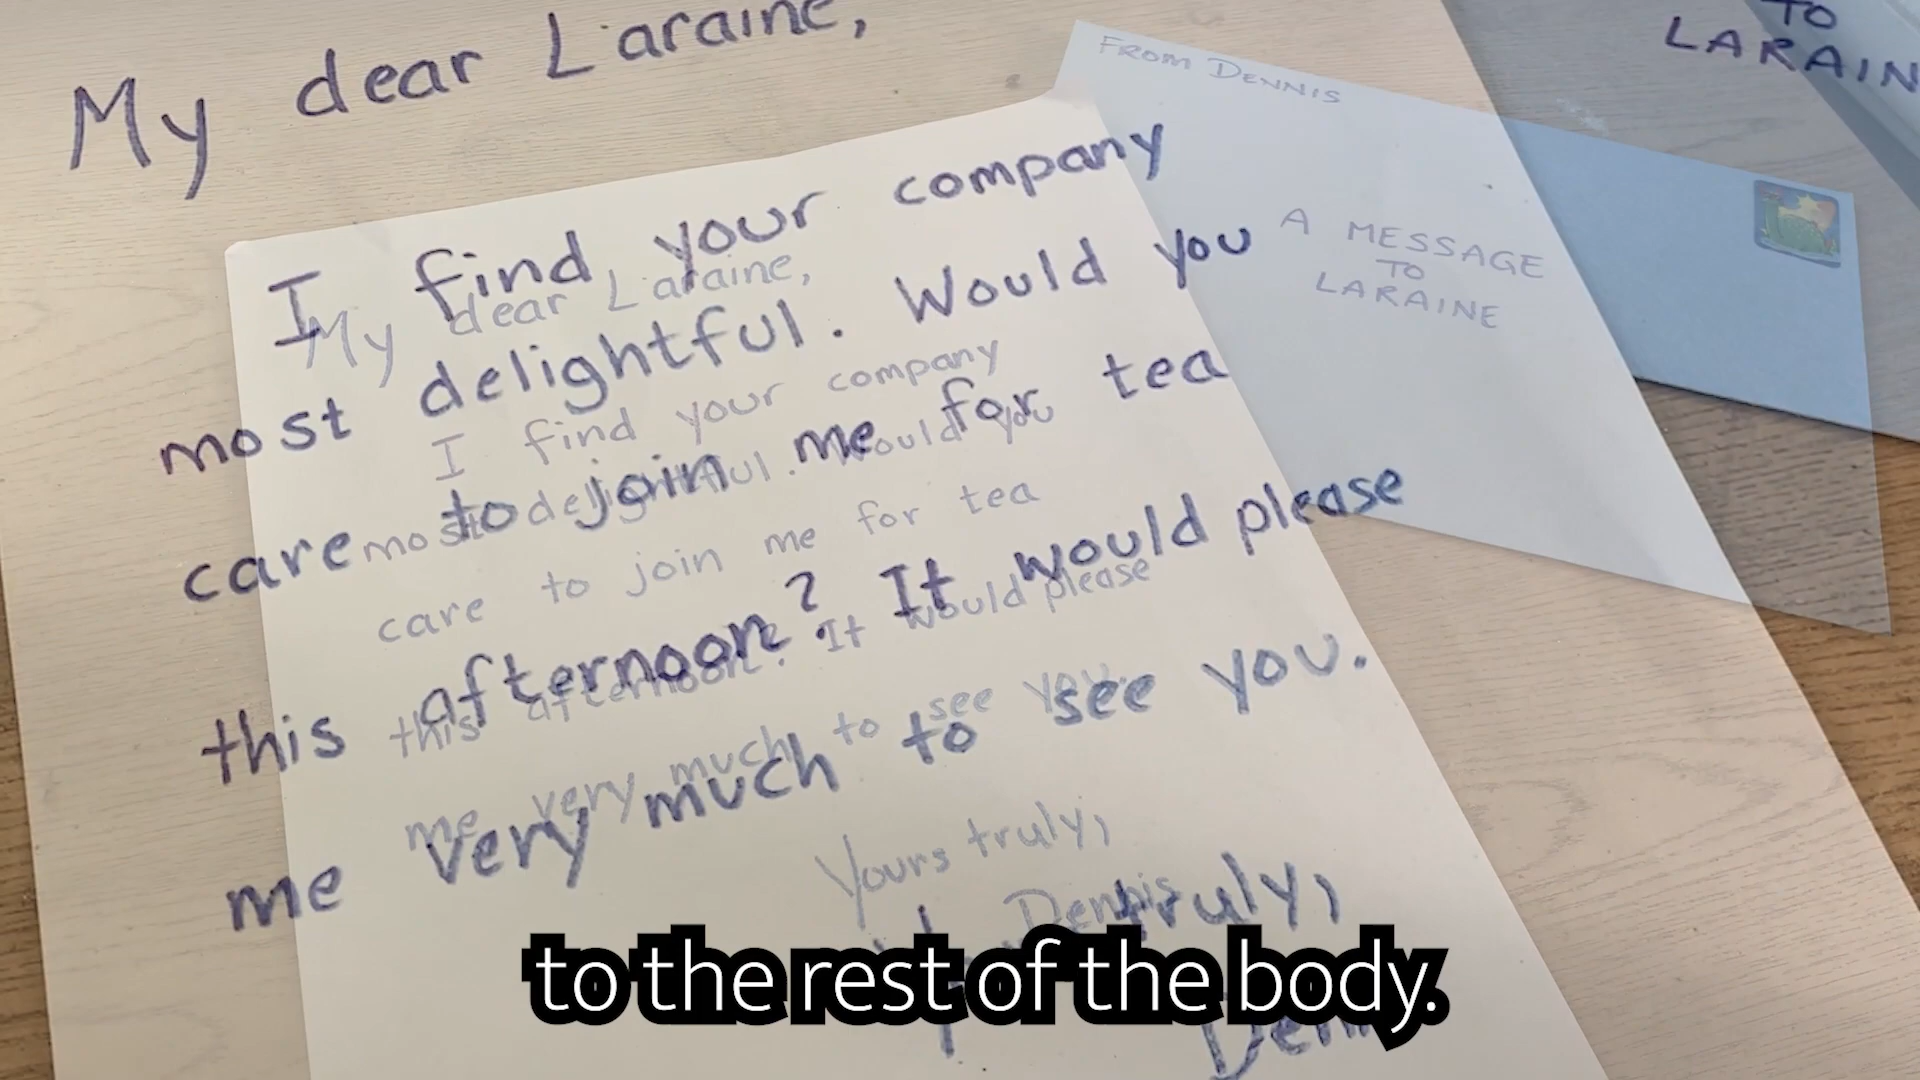 My dear Laraine,
I find your company
most delightful. Would you
care to join me for tea
this afternoon? It would please
me very much to see you.
truly,
My dear Laraine,
I find your company
most delightful. Would you
care to join me for tea
this afternoon? It would please
me very much to see you.
Yours truly,
Dennis
FROM DENNIS
A MESSAGE
TO
LARAINE
TO
LARAIN
to the rest of the body.